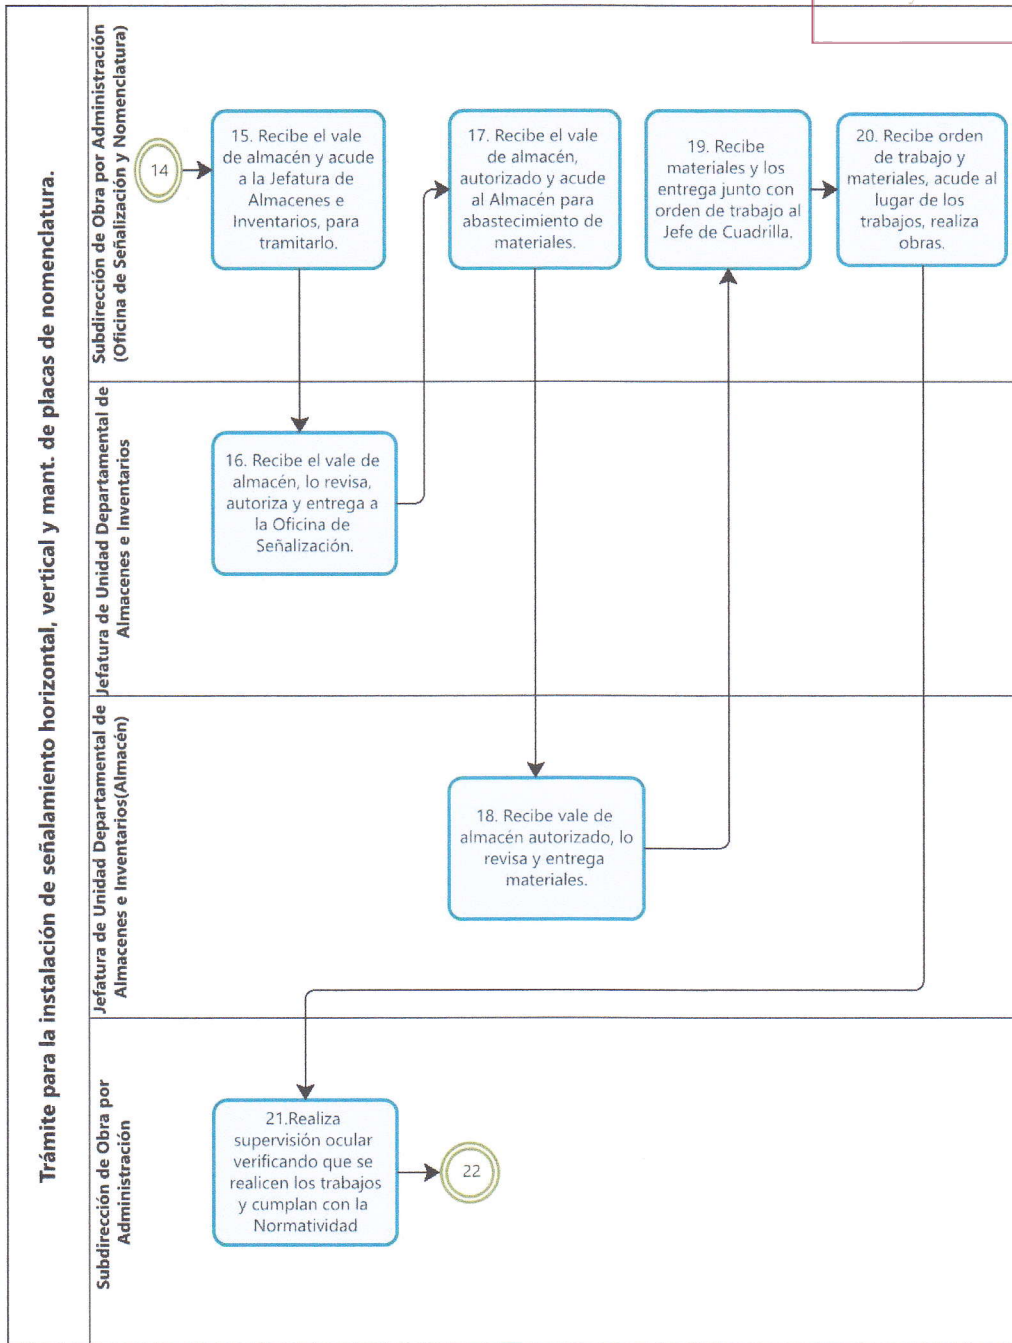 Trámite para la instalación de señalamiento horizontal, vertical y mant. de placas de nomenclatura.
Subdirección de Obra por Administración
(Oficina de Señalización y Nomenclatura)
14
15. Recibe el vale
de almacén y acude
a la Jefatura de
Almacenes e
Inventarios, para
tramitarlo.
17. Recibe el vale
de almacén,
autorizado y acude
al Almacén para
abastecimiento de
materiales.
19. Recibe
materiales y los
entrega junto con
orden de trabajo al
Jefe de Cuadrilla.
20. Recibe orden
de trabajo y
materiales, acude al
lugar de los
trabajos, realiza
obras.
Jefatura de Unidad Departamental de
Almacenes e Inventarios
16. Recibe el vale de
almacén, lo revisa,
autoriza y entrega a
la Oficina de
Señalización.
Jefatura de Unidad Departamental de
Almacenes e Inventarios(Almacén)
18. Recibe vale de
almacén autorizado, lo
revisa y entrega
materiales.
Subdirección de Obra por
Administración
21.Realiza
supervisión ocular
verificando que se
realicen los trabajos
y cumplan con la
Normatividad
22